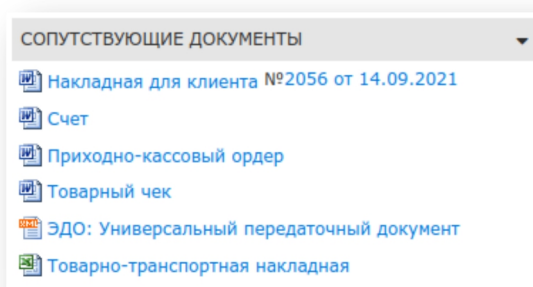 СОПУТСТВУЮЩИЕ ДОКУМЕНТЫ
Накладная для клиента №2056 от 14.09.2021
Счет
Приходно-кассовый ордер
Товарный чек
ЭДО: Универсальный передаточный документ
Товарно-транспортная накладная